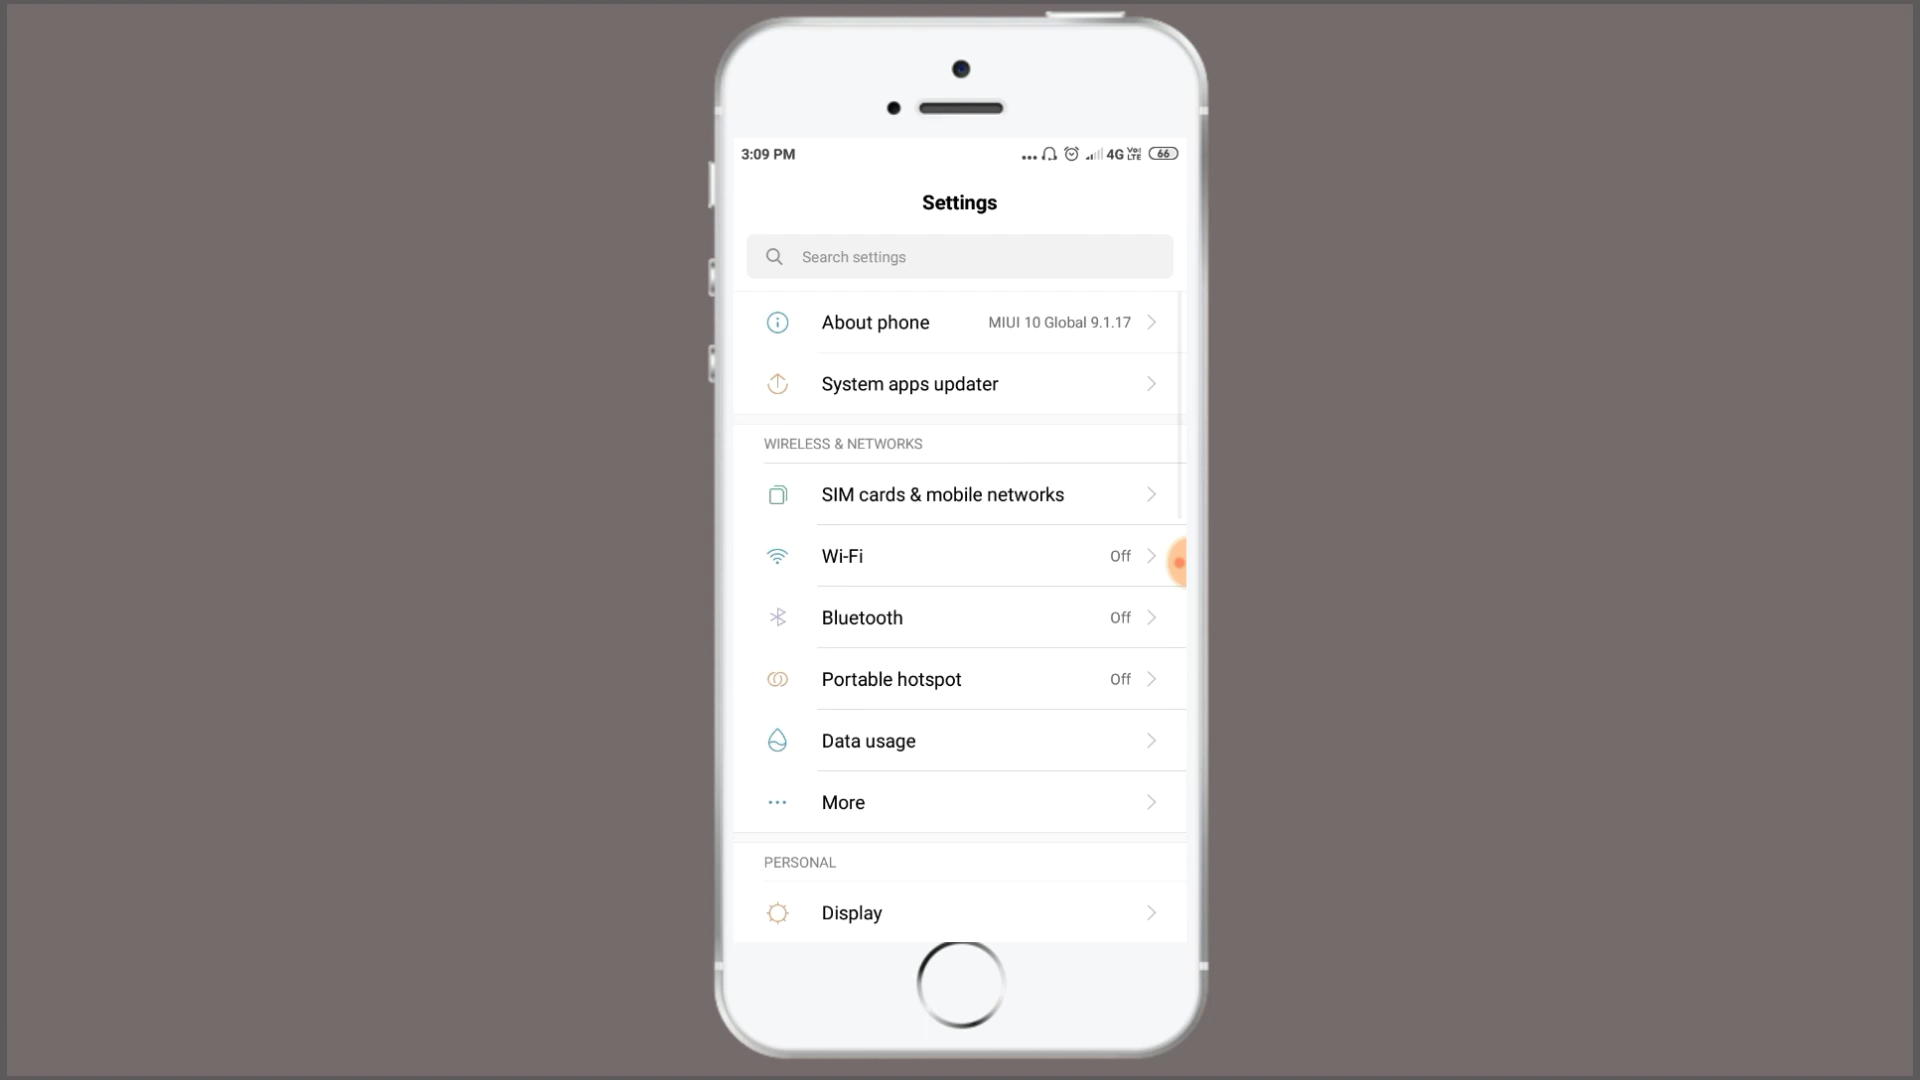 3:09 PM 4G Vo! LTE 66
Settings
Search settings
About phone MIUI 10 Global 9.1.17
System apps updater
WIRELESS & NETWORKS
SIM cards & mobile networks
Wi-Fi Off
Bluetooth Off
Portable hotspot Off
Data usage
More
PERSONAL
Display